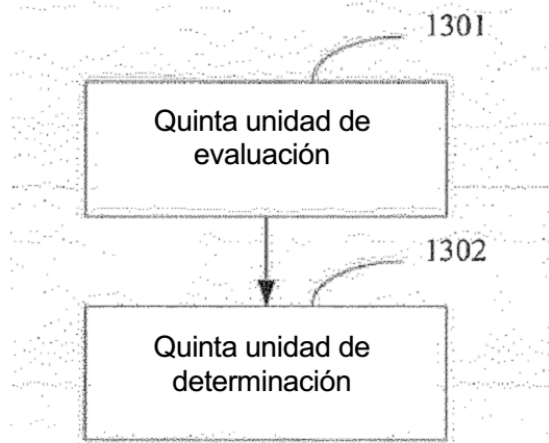 1301
Quinta unidad de
evaluación
1302
Quinta unidad de
determinación